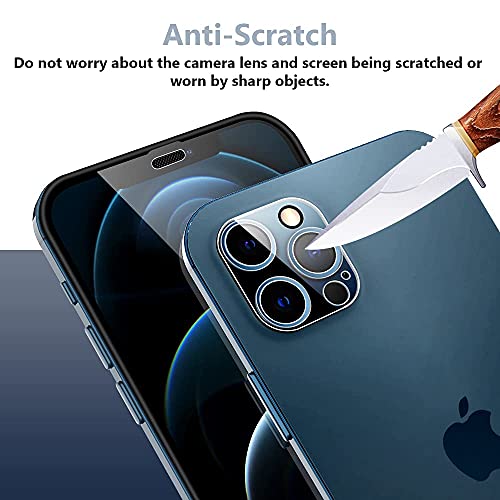 Anti-Scratch
Do not worry about the camera lens and screen being scratched or
worn by sharp objects.